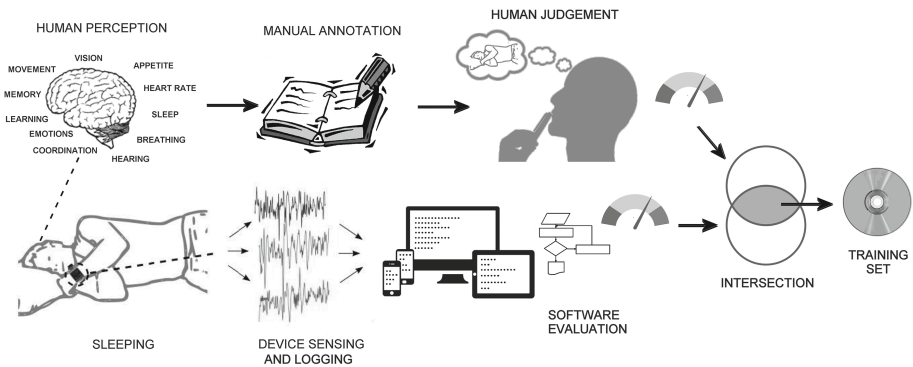 HUMAN PERCEPTION
VISION
MOVEMENT
APPETITE
MEMORY
HEART RATE
LEARNING
SLEEP
EMOTIONS
BREATHING
COORDINATION
HEARING
MANUAL ANNOTATION
HUMAN JUDGEMENT
SLEEPING
DEVICE SENSING
AND LOGGING
SOFTWARE
EVALUATION
INTERSECTION
TRAINING
SET